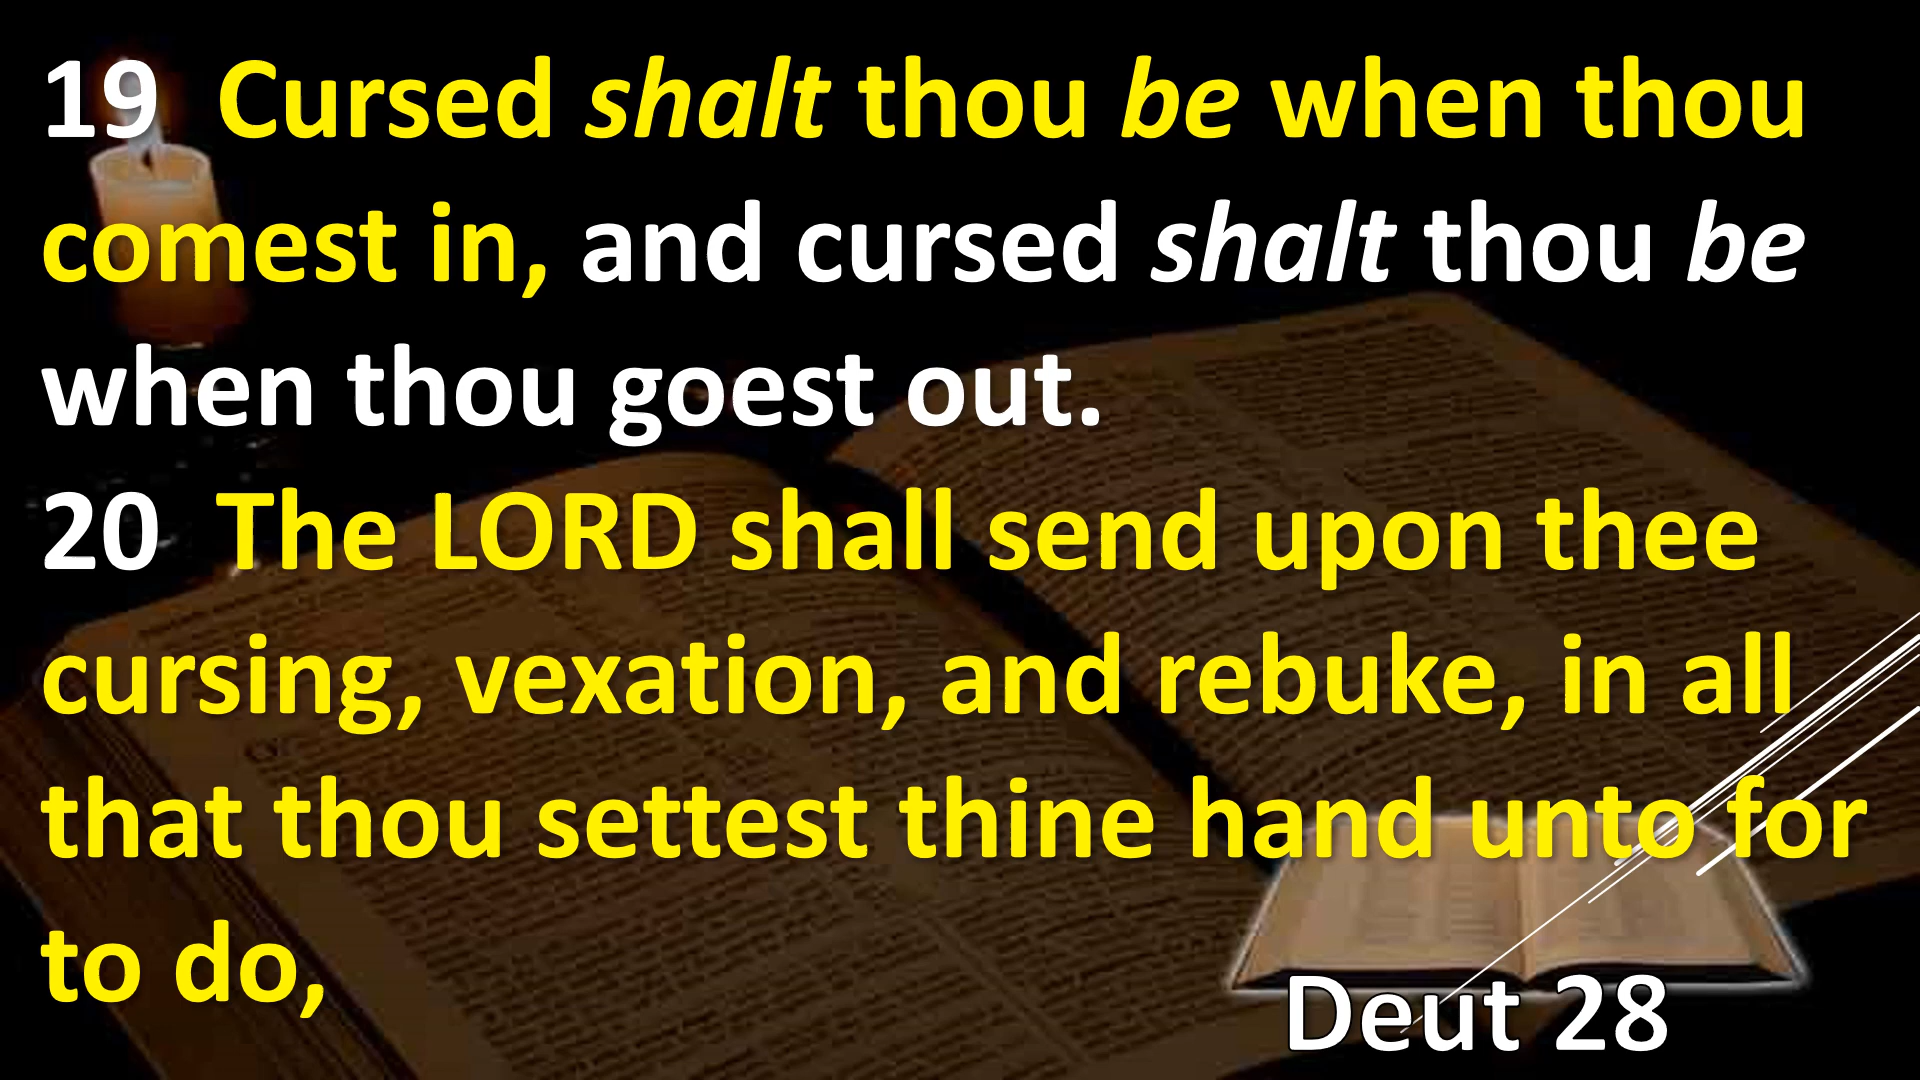 19 Cursed shalt thou be when thou
comest in, and cursed shalt thou be
when thou goest out.
20 The LORD shall send upon thee
cursing, vexation, and rebuke, in all
that thou settest thine hand unto for
to do,
Deut 28